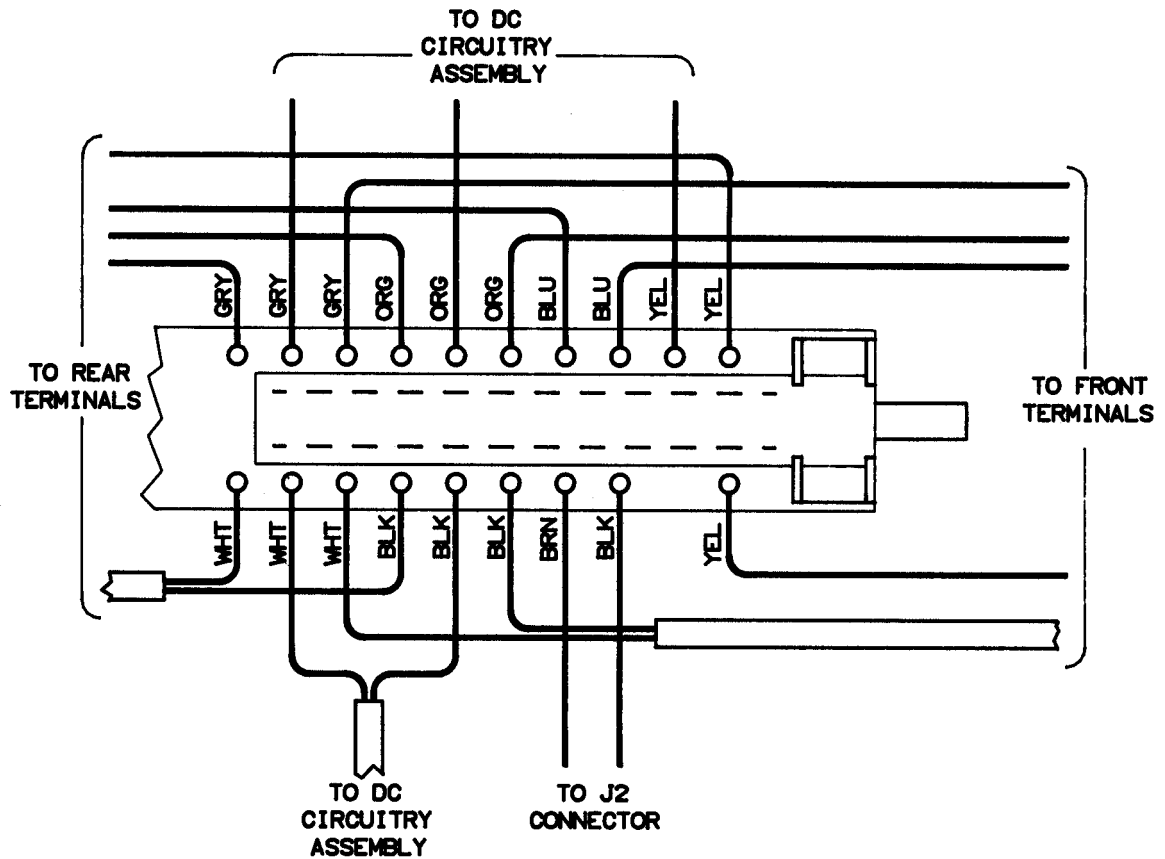 TO DC
CIRCUITRY
ASSEMBLY
GRY
GRY
GRY
ORG
ORG
ORG
BLU
BLU
YEL
YEL
TO REAR
TERMINALS
TO FRONT
TERMINALS
WHT
WHT
WHT
BLK
BLK
BLK
BRN
BLK
YEL
TO DC
CIRCUITRY
ASSEMBLY
TO J2
CONNECTOR